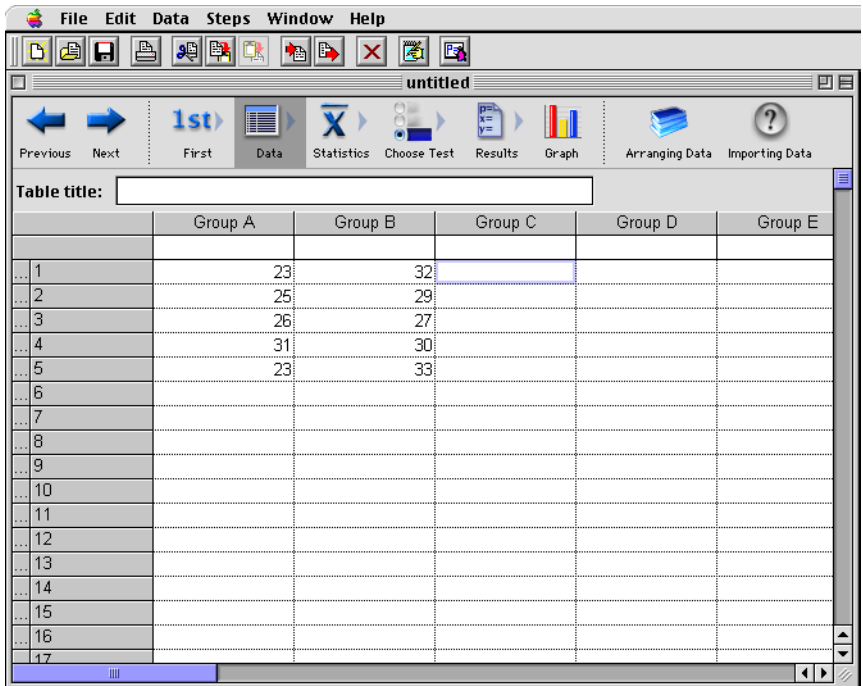 File Edit Data Steps Window Help
untitled
1st
Previous Next First Data Statistics Choose Test Results Graph Arranging Data Importing Data
Table title:
Group A Group B Group C Group D Group E
... 1 23 32
... 2 25 29
... 3 26 27
... 4 31 30
... 5 23 33
... 6
... 7
... 8
... 9
... 10
... 11
... 12
... 13
... 14
... 15
... 16
17